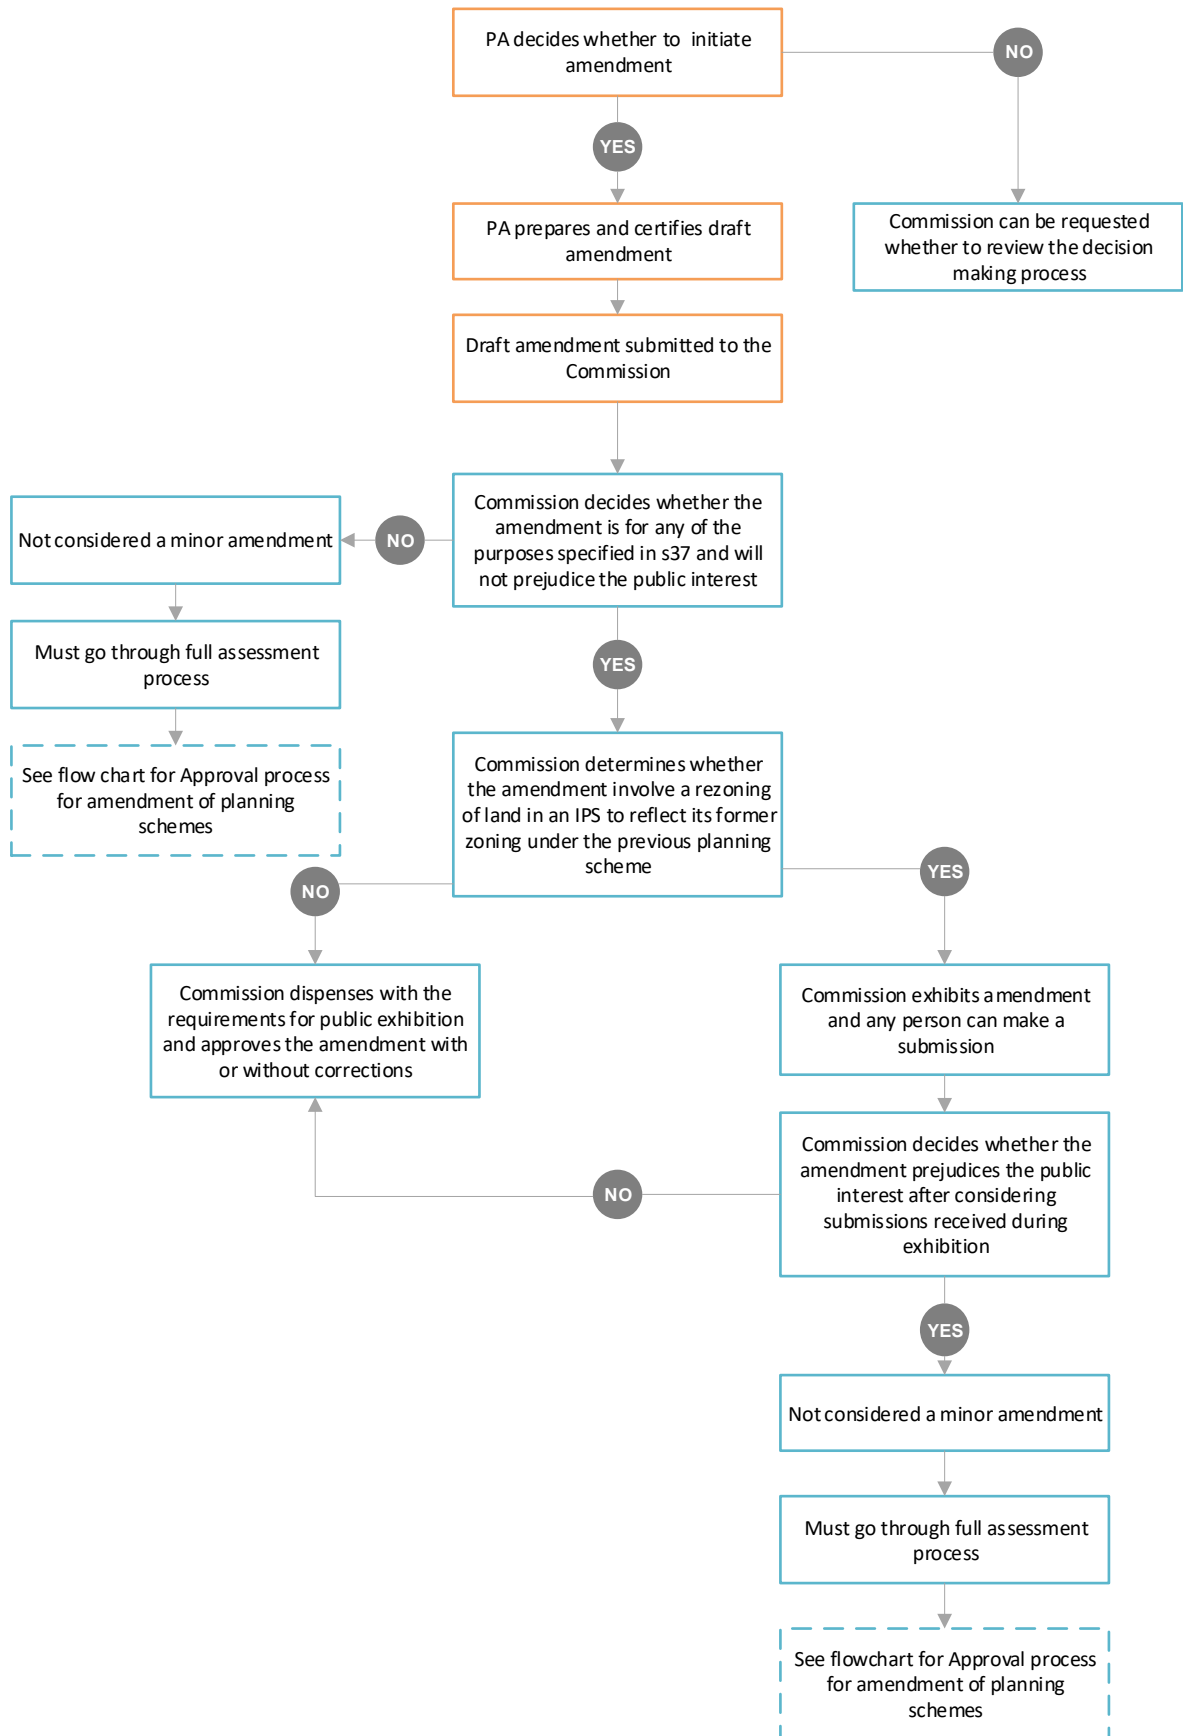 PA decides whether to initiate
amendment
NO
YES
PA prepares and certifies draft
amendment
Commission can be requested
whether to review the decision
making process
Draft amendment submitted to the
Commission
Commission decides whether the
amendment is for any of the
purposes specified in s37 and will
not prejudice the public interest
NO
Not considered a minor amendment
Must go through full assessment
process
See flow chart for Approval process
for amendment of planning
schemes
YES
Commission determines whether
the amendment involve a rezoning
of land in an IPS to reflect its former
zoning under the previous planning
scheme
NO
YES
Commission dispenses with the
requirements for public exhibition
and approves the amendment with
or without corrections
Commission exhibits amendment
and any person can make a
submission
Commission decides whether the
amendment prejudices the public
interest after considering
submissions received during
exhibition
NO
YES
Not considered a minor amendment
Must go through full assessment
process
See flowchart for Approval process
for amendment of planning
schemes